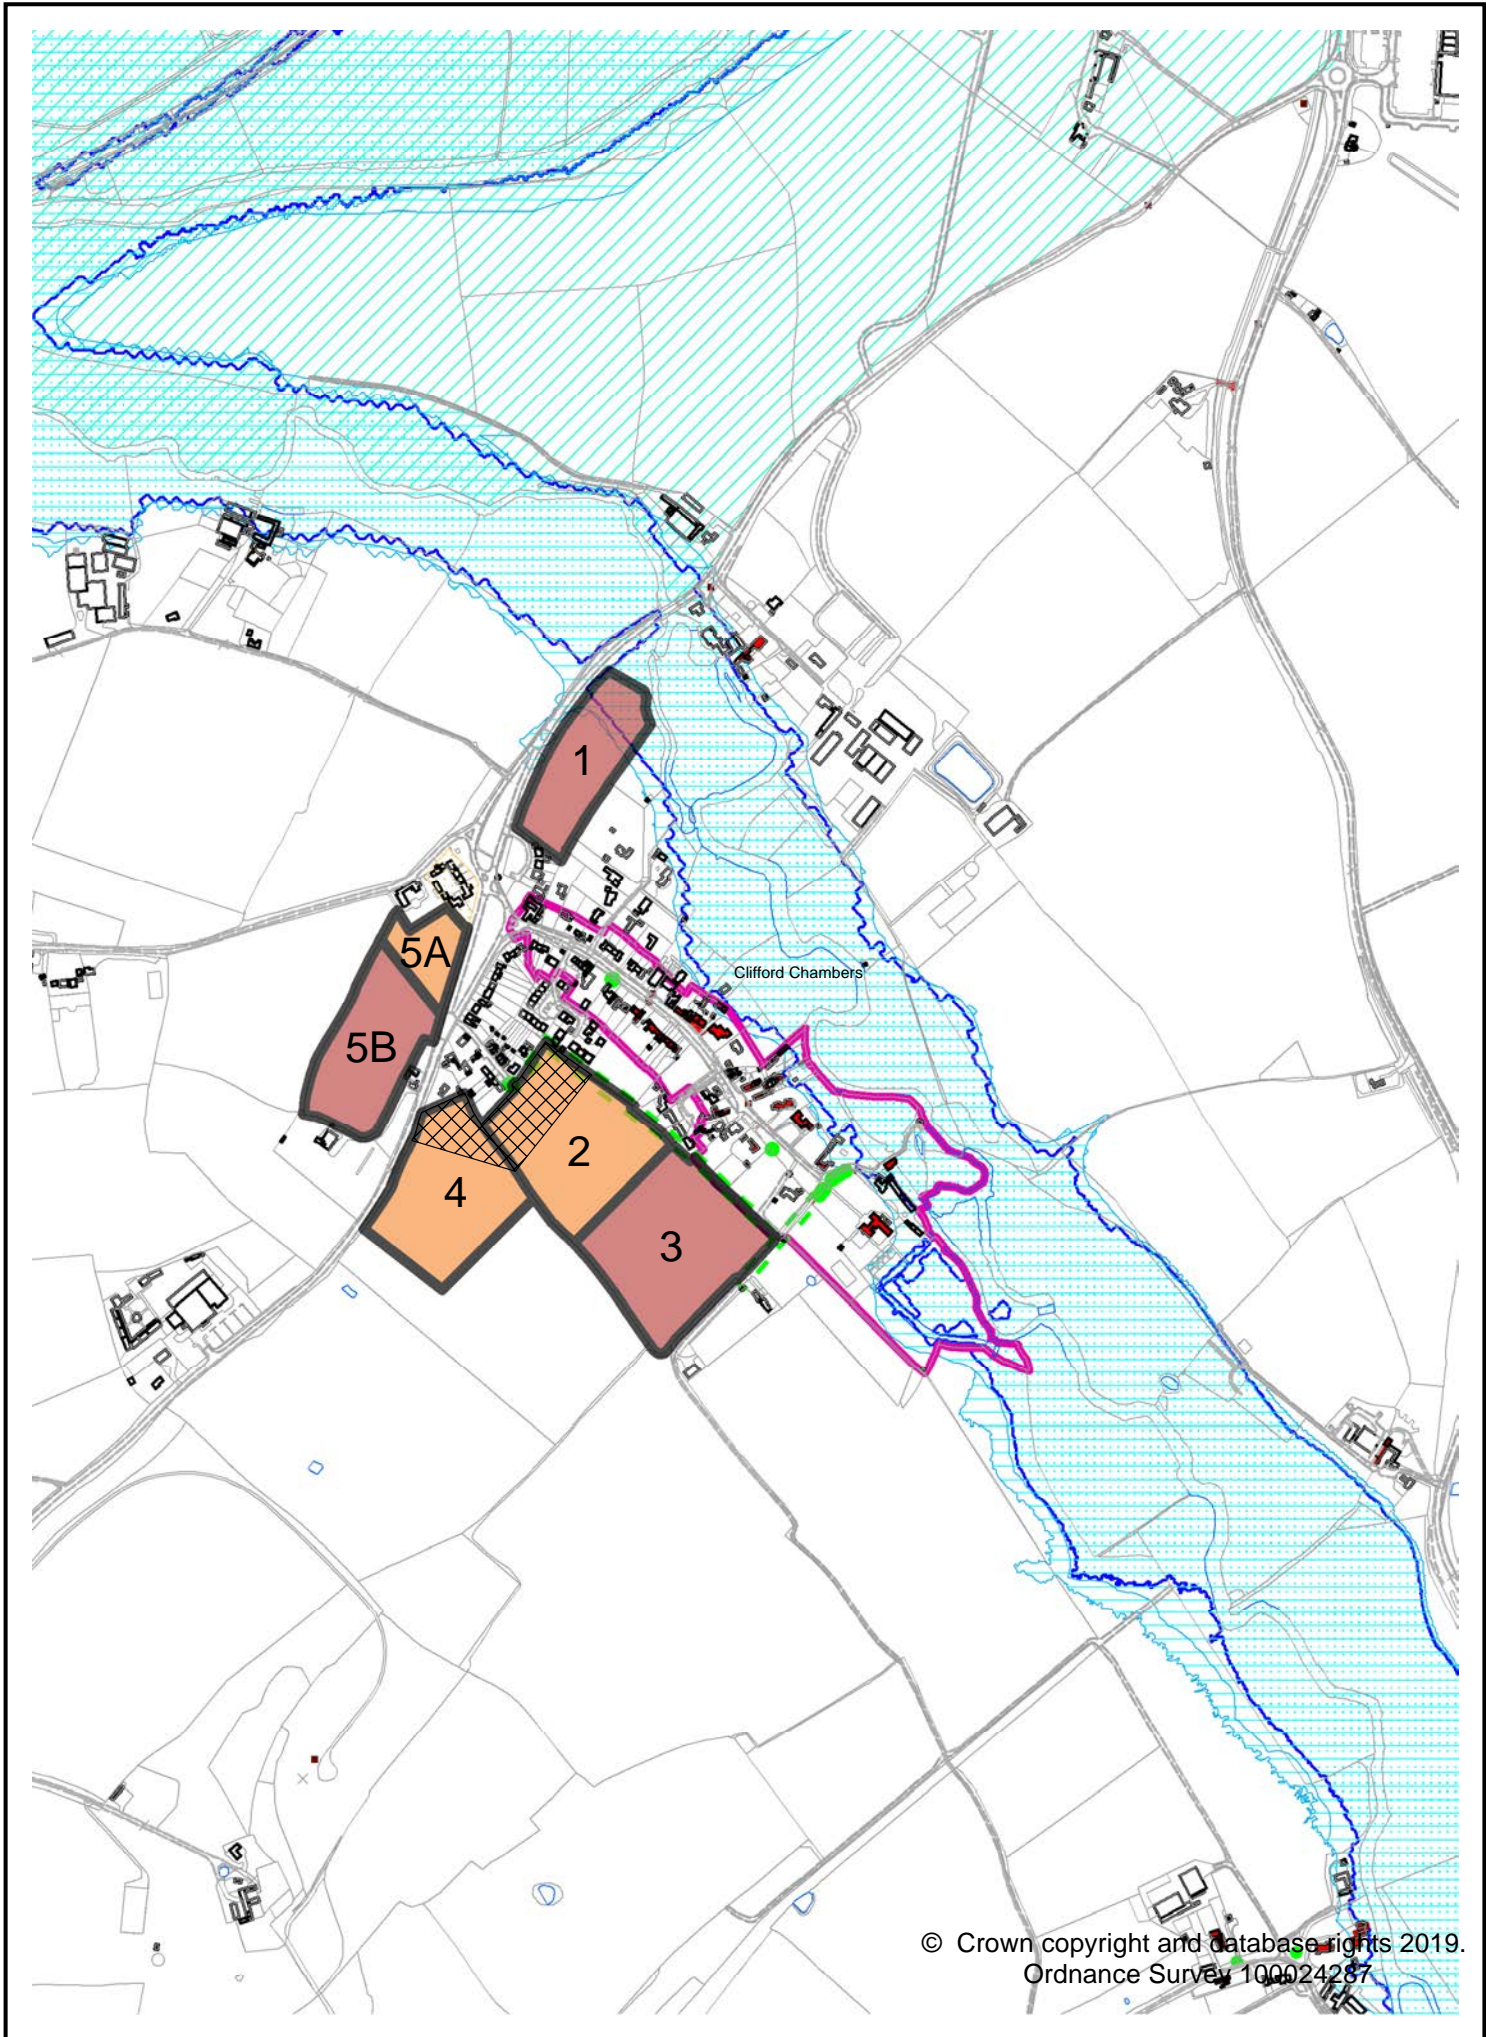 1
5A
Clifford Chambers
5B
2
4
3
© Crown copyright and database rights 2019.
Ordnance Survey 100024287